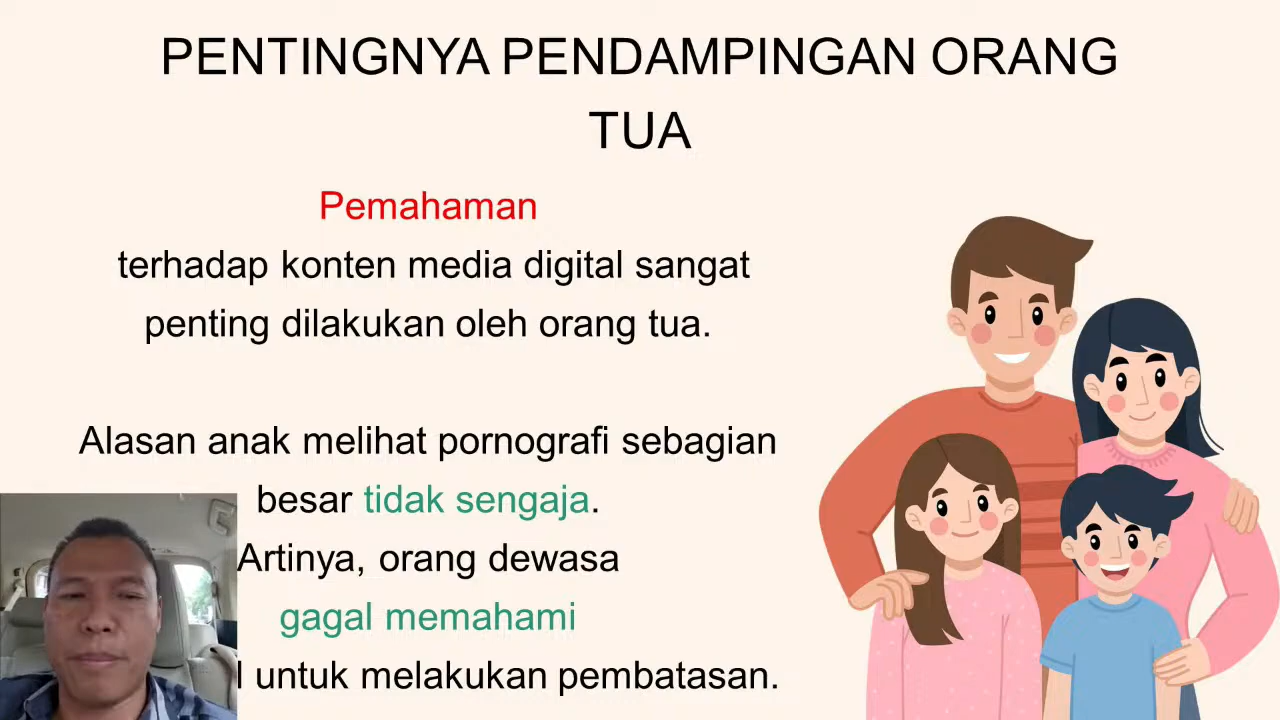 PENTINGNYA PENDAMPINGAN ORANG
TUA
Pemahaman
terhadap konten media digital sangat
penting dilakukan oleh orang tua.
Alasan anak melihat pornografi sebagian
besar tidak sengaja.
Artinya, orang dewasa
gagal memahami
untuk melakukan pembatasan.